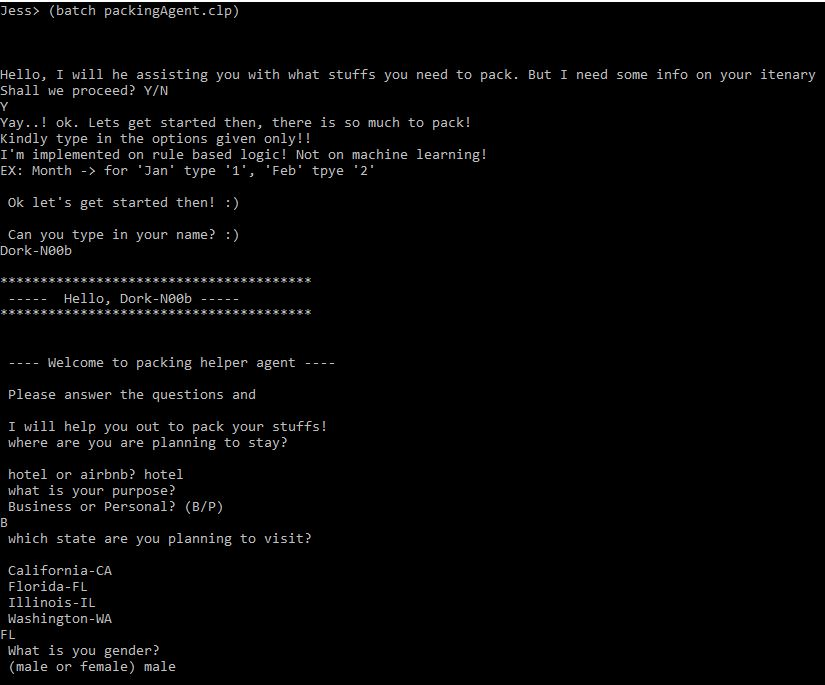 Jess> (batch packingAgent.clp)
Hello, I will he assisting you with what stuffs you need to pack. But I need some info on your itenary
Shall we proceed? Y/N
Y
Yay..! ok. Lets get started then, there is so much to pack!
Kindly type in the options given only!!
I'm implemented on rule based logic! Not on machine learning!
EX: Month -> for 'Jan' type '1', 'Feb' tpye '2'
Ok let's get started then! :)
Can you type in your name? :)
Dork-N00b
***************************************
----- Hello, Dork-N00b -----
***************************************
---- Welcome to packing helper agent ----
Please answer the questions and
I will help you out to pack your stuffs!
where are you are planning to stay?
hotel or airbnb? hotel
what is your purpose?
Business or Personal? (B/P)
B
which state are you planning to visit?
California-CA
Florida-FL
Illinois-IL
Washington-WA
FL
What is you gender?
(male or female) male